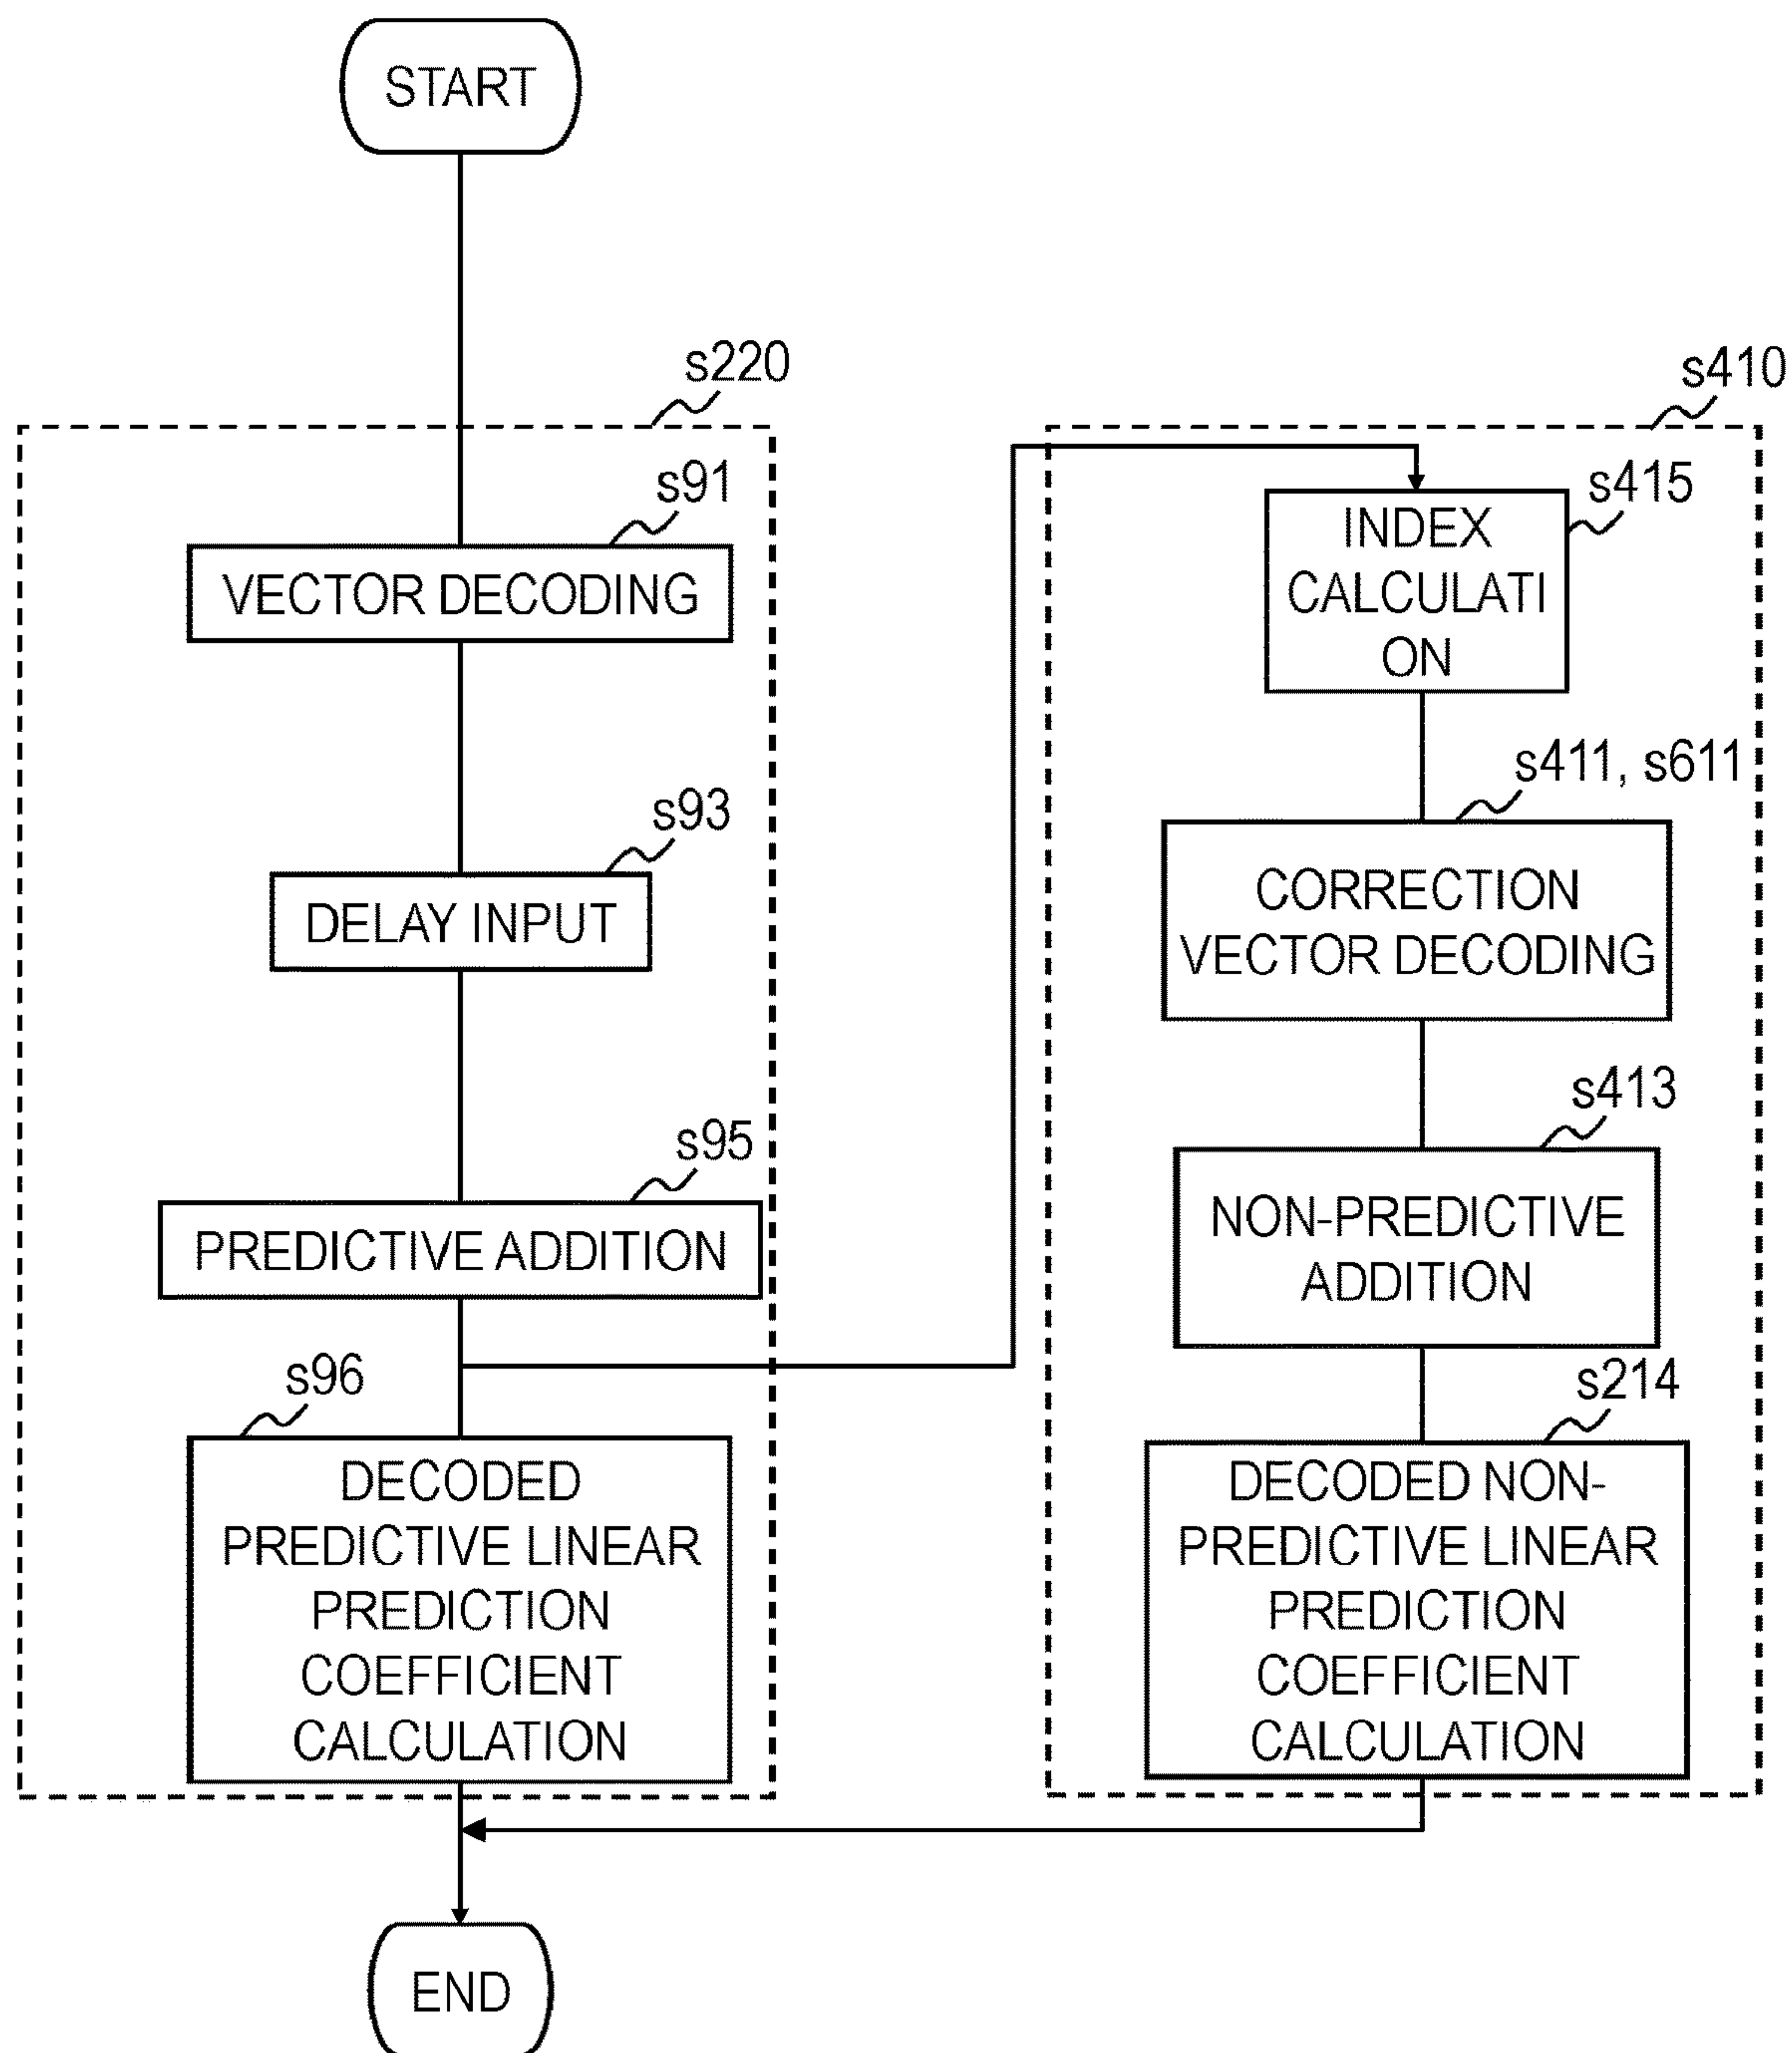 START
s220
s91
VECTOR DECODING
s93
DELAY INPUT
s95
PREDICTIVE ADDITION
s96
DECODED
PREDICTIVE LINEAR
PREDICTION
COEFFICIENT
CALCULATION
s410
s415
INDEX
CALCULATI
ON
s411, s611
CORRECTION
VECTOR DECODING
s413
NON-PREDICTIVE
ADDITION
s214
DECODED NON-
PREDICTIVE LINEAR
PREDICTION
COEFFICIENT
CALCULATION
END